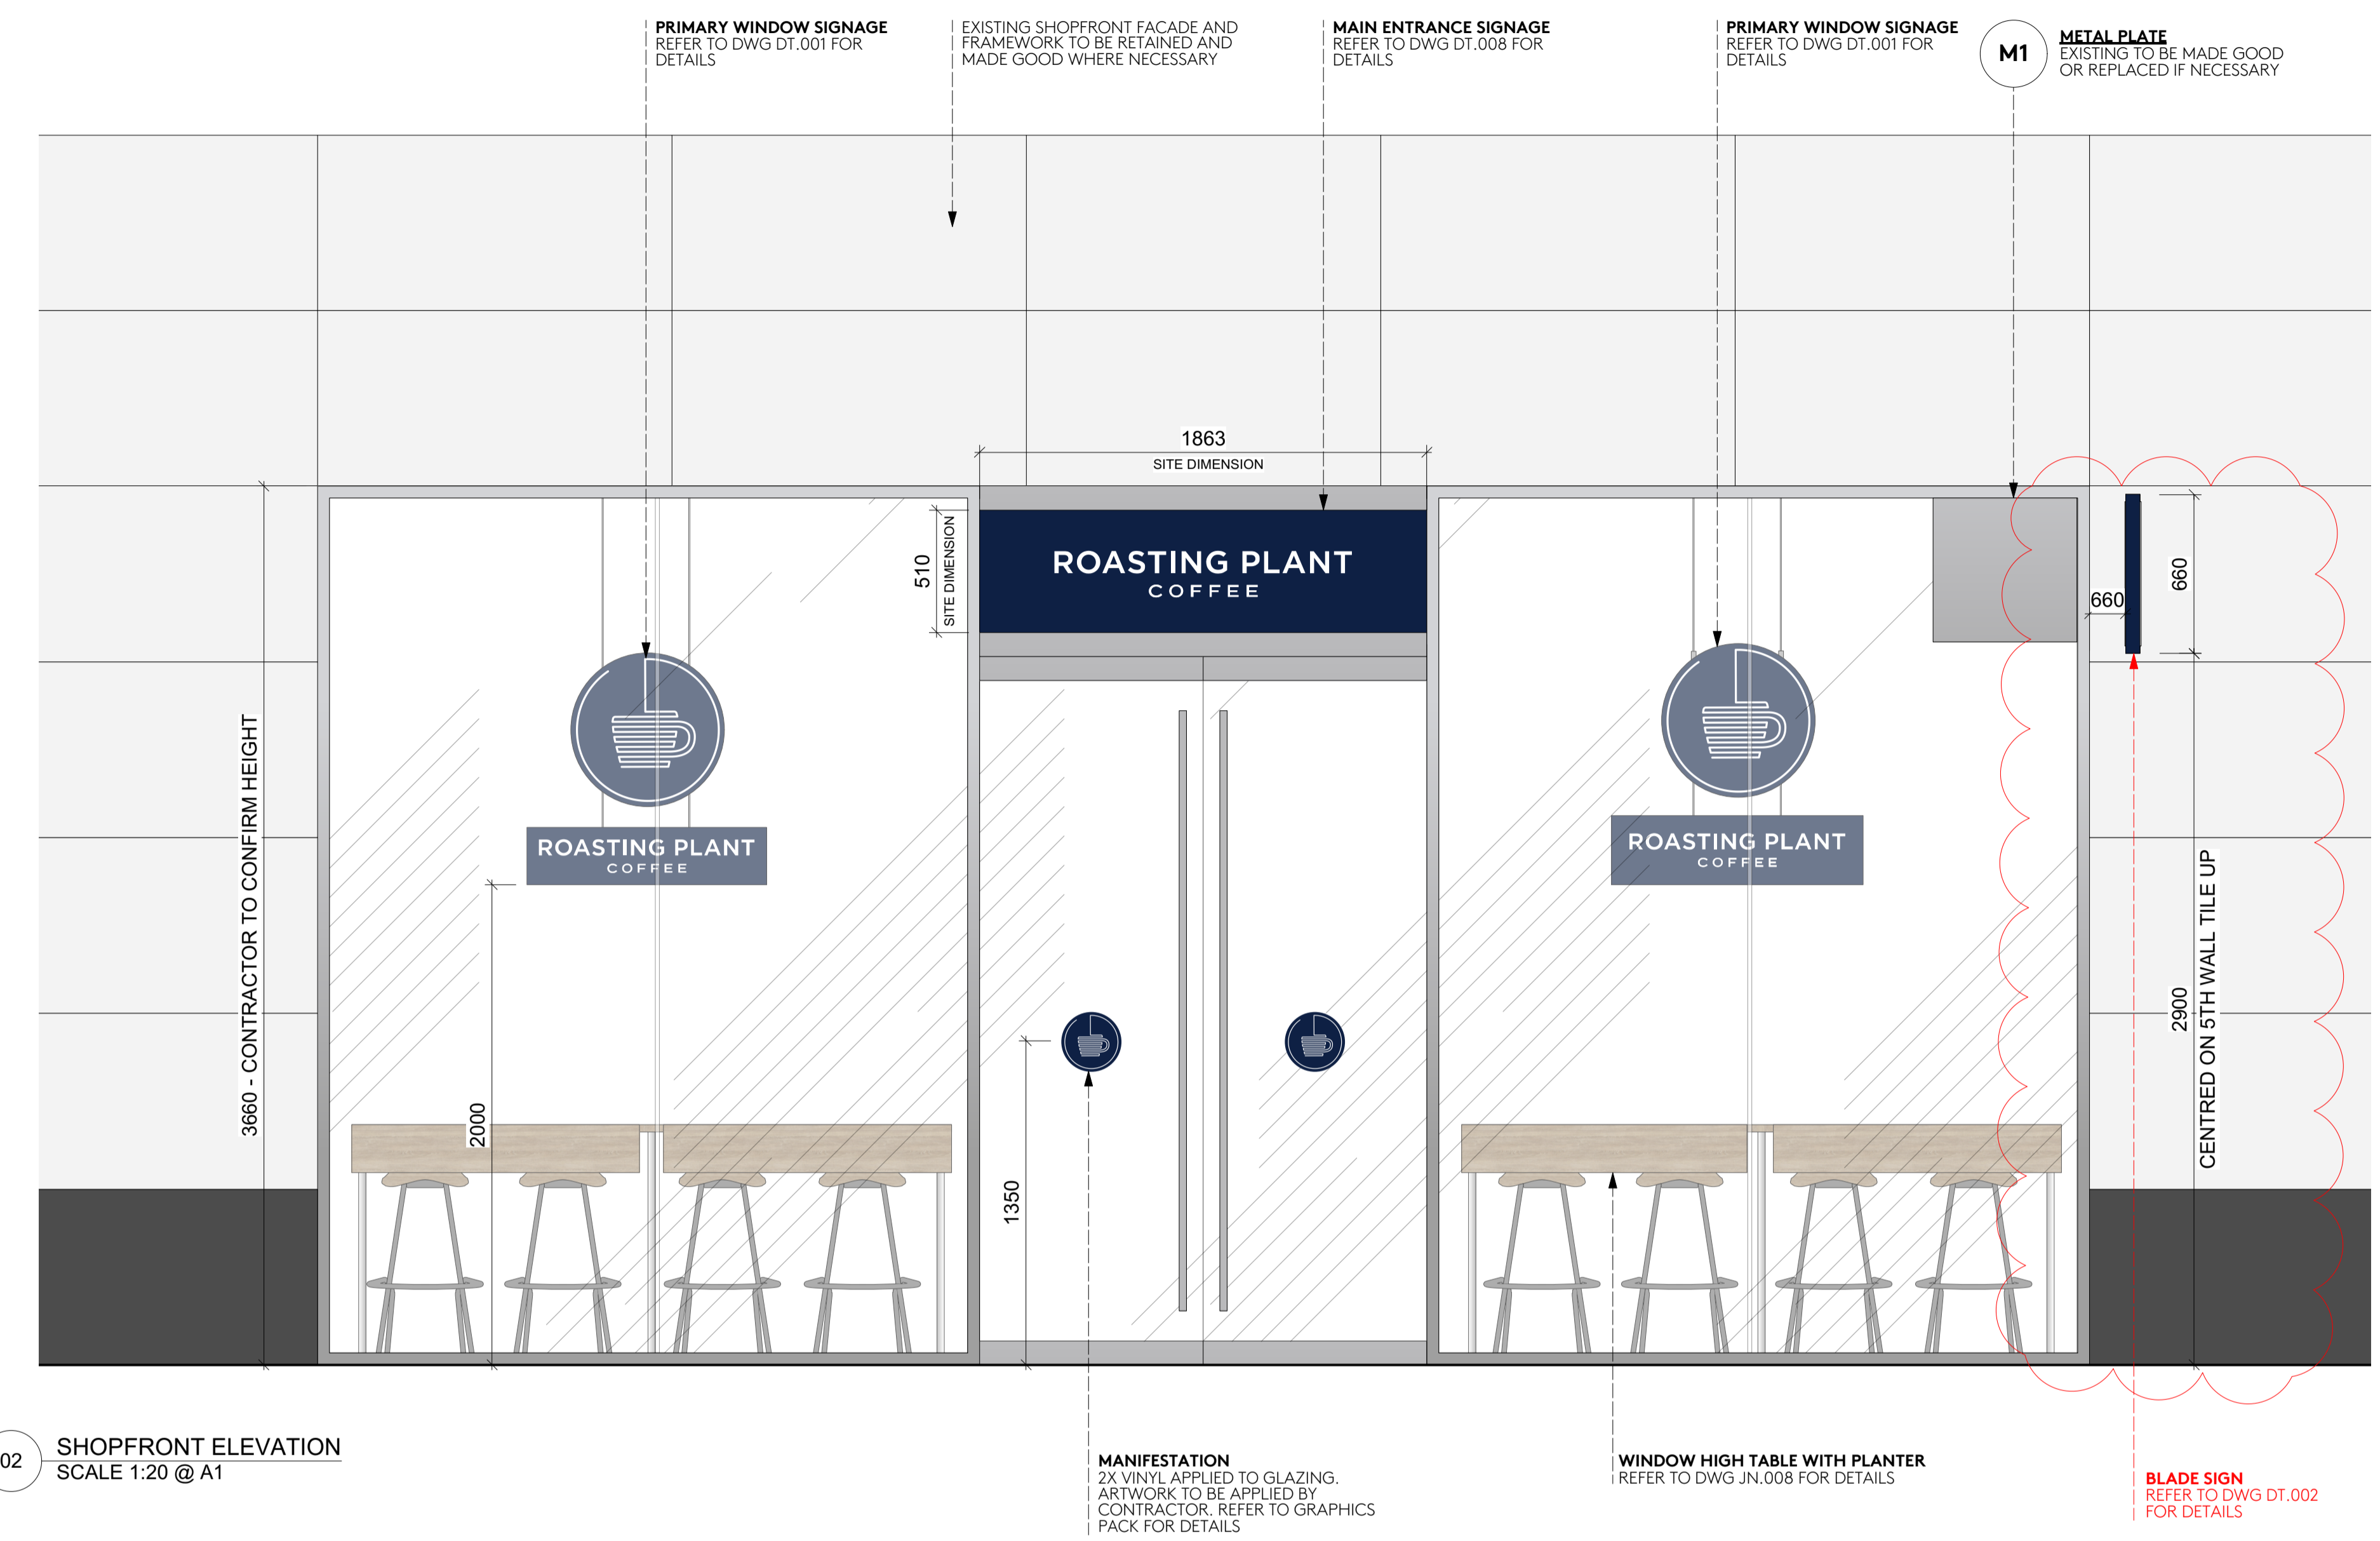 PRIMARY WINDOW SIGNAGE
REFER TO DWG DT.001 FOR
DETAILS
EXISTING SHOPFRONT FACADE AND
FRAMEWORK TO BE RETAINED AND
MADE GOOD WHERE NECESSARY
MAIN ENTRANCE SIGNAGE
REFER TO DWG DT.008 FOR
DETAILS
PRIMARY WINDOW SIGNAGE
REFER TO DWG DT.001 FOR
DETAILS
M1
METAL PLATE
EXISTING TO BE MADE GOOD
OR REPLACED IF NECESSARY
1863
SITE DIMENSION
510
SITE DIMENSION
ROASTING PLANT
COFFEE
660
660
ROASTING PLANT
COFFEE
ROASTING PLANT
COFFEE
3660 - CONTRACTOR TO CONFIRM HEIGHT
2000
1350
2900
CENTRED ON 5TH WALL TILE UP
02
SHOPFRONT ELEVATION
SCALE 1:20 @ A1
MANIFESTATION
2X VINYL APPLIED TO GLAZING.
ARTWORK TO BE APPLIED BY
CONTRACTOR. REFER TO GRAPHICS
PACK FOR DETAILS
WINDOW HIGH TABLE WITH PLANTER
REFER TO DWG JN.008 FOR DETAILS
BLADE SIGN
REFER TO DWG DT.002
FOR DETAILS